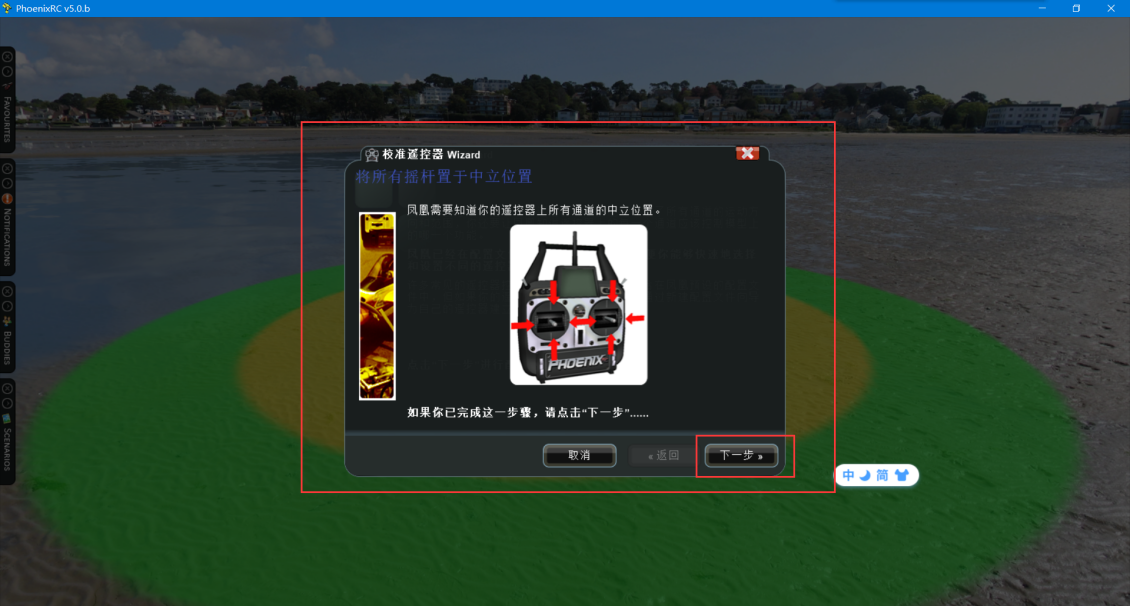 PhoenixRC v5.0.b
FAVOURITES
NOTIFICATIONS
BUDDIES
SCENARIOS
校准遥控器 Wizard
将所有摇杆置于中立位置
凤凰需要知道你的遥控器上所有通道的中立位置。
PHOENIX
如果你已完成这一步骤，请点击“下一步”......
取消
« 返回
下一步 »
中 简